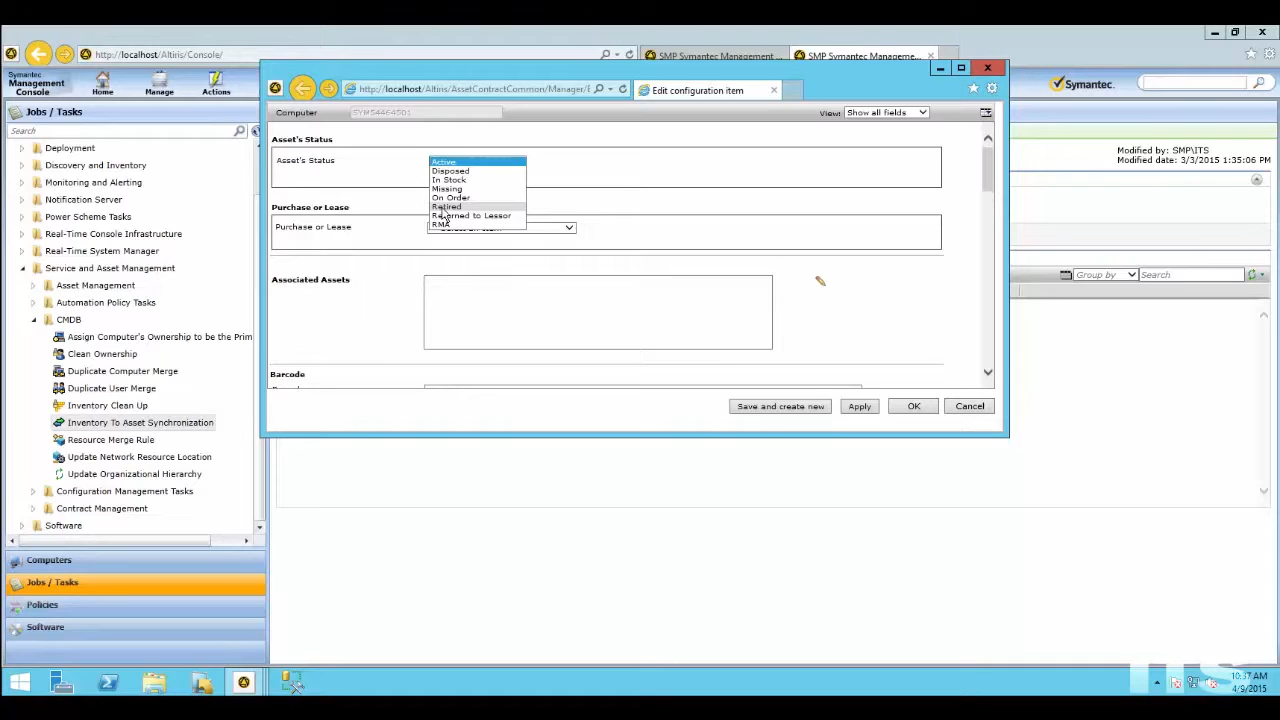 http://localhost/Altiris/Console/
SMP Symantec Management ...
SMP Symantec Manageme...
Symantec
Management
Console
Home
Manage
Actions
Symantec
Jobs / Tasks
Search
Deployment
Discovery and Inventory
Monitoring and Alerting
Notification Server
Power Scheme Tasks
Real-Time Console Infrastructure
Real-Time System Manager
Service and Asset Management
Asset Management
Automation Policy Tasks
CMDB
Assign Computer's Ownership to be the Prim
Clean Ownership
Duplicate Computer Merge
Duplicate User Merge
Inventory Clean Up
Inventory To Asset Synchronization
Resource Merge Rule
Update Network Resource Location
Update Organizational Hierarchy
Configuration Management Tasks
Contract Management
Software
Computers
Jobs / Tasks
Policies
Software
http://localhost/Altiris/AssetContractCommon/Manager/E
Edit configuration item
Computer
View: Show all fields
Asset's Status
Asset's Status
Active
Disposed
In Stock
Missing
On Order
Retired
Returned to Lessor
RMA
Purchase or Lease
Purchase or Lease
Associated Assets
Barcode
Save and create new
Apply
OK
Cancel
Modified by: SMP\ITS
Modified date: 3/3/2015 1:35:06 PM
Group by
Search
ITS
10:37 AM
4/9/2015